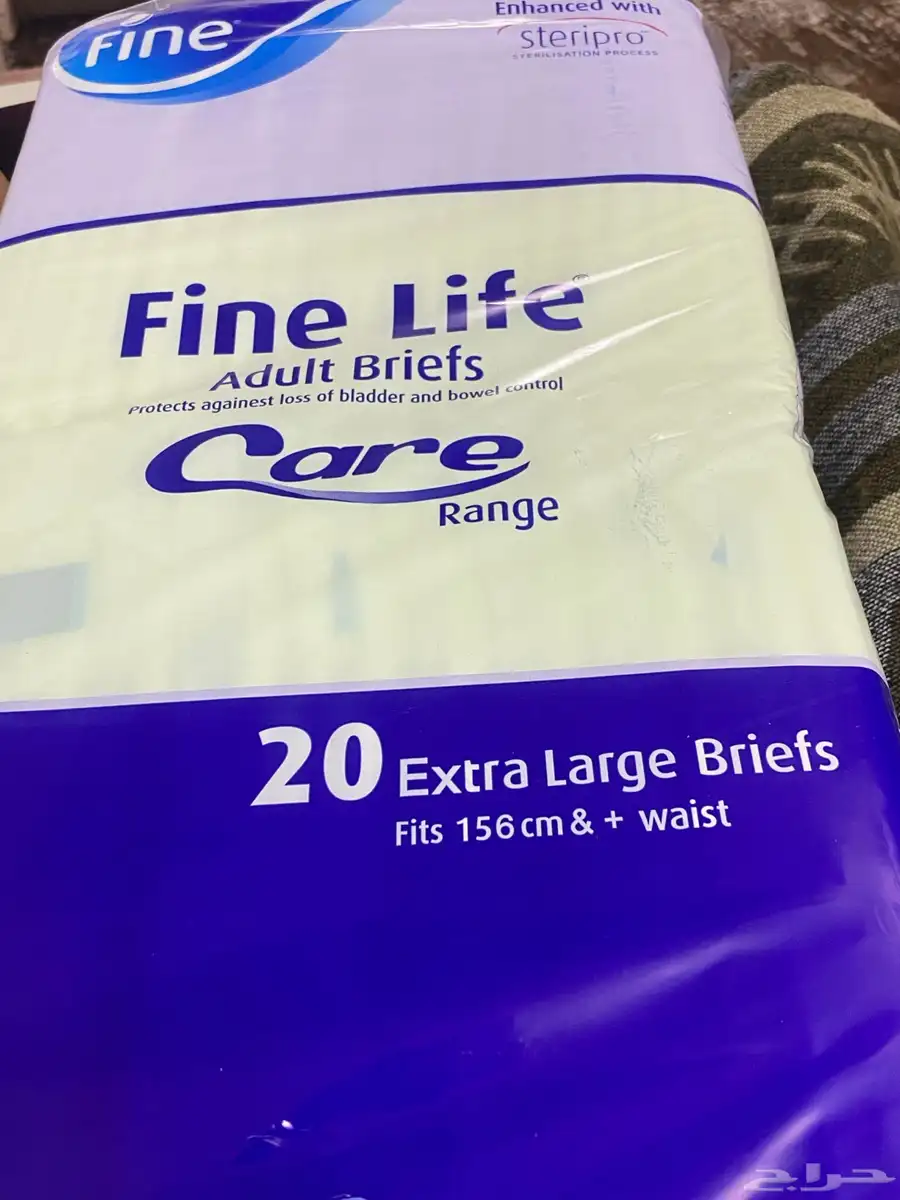 fine
Enhanced with
steripro
STERILISATION PROCESS
Fine Life®
Adult Briefs
Protects againest loss of bladder and bowel control
Care
Range
20 Extra Large Briefs
Fits 156cm & + waist
حراج